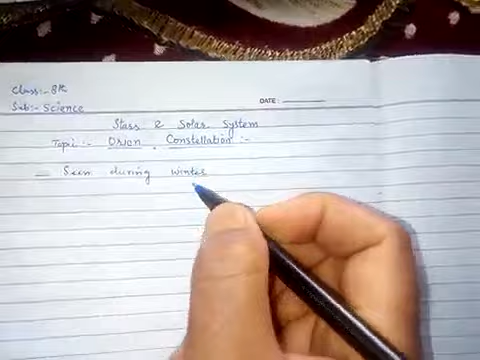 Class:- 8th
Sub:- Science
DATE :
Stars & Solar System
Topic :- Orion Constellation :-
— Seen during winter